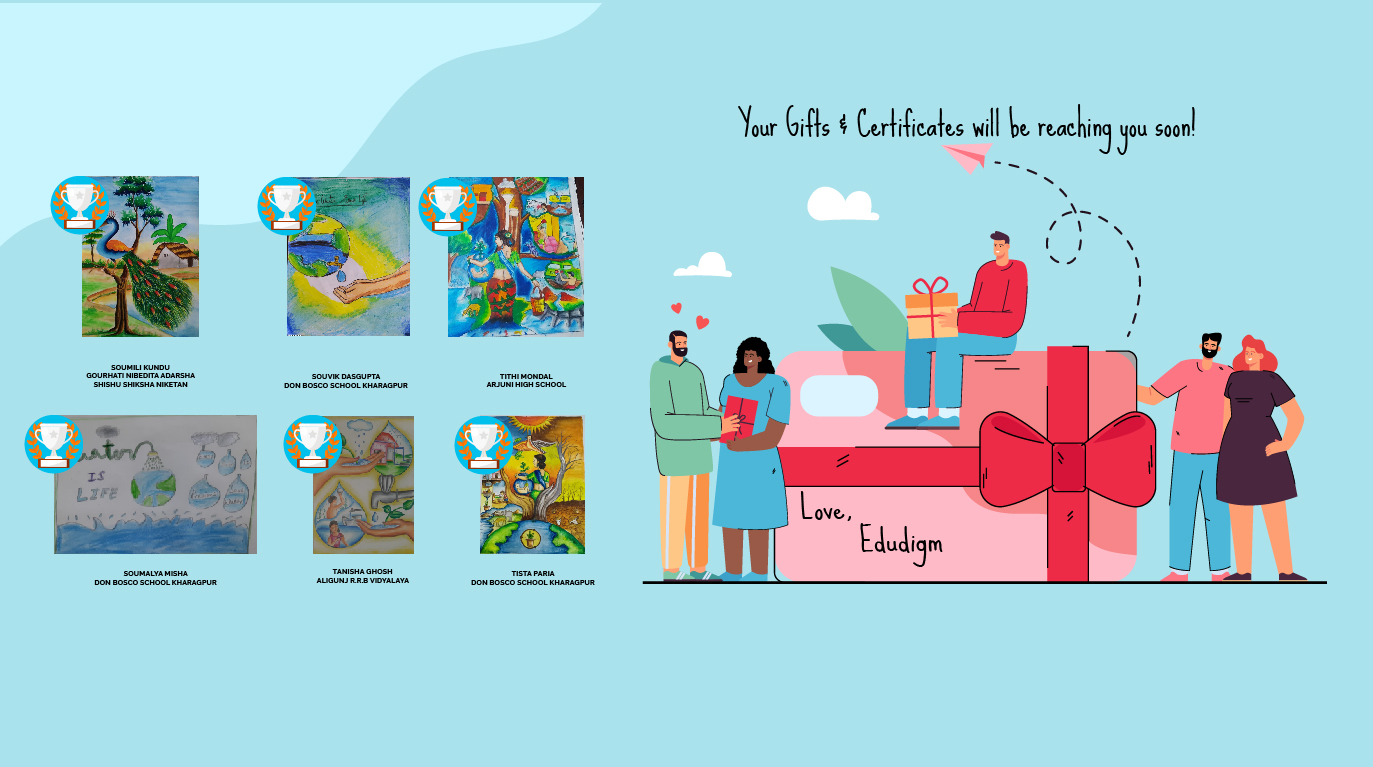 Your Gifts & Certificates will be reaching you soon!
SOUMILI KUNDU
GOURHATI NIBEDITA ADARSHA
SHISHU SHIKSHA NIKETAN
SOUVIK DASGUPTA
DON BOSCO SCHOOL KHARAGPUR
TITHI MONDAL
ARJUNI HIGH SCHOOL
water
IS
LIFE
SOUMALYA MISHA
DON BOSCO SCHOOL KHARAGPUR
TANISHA GHOSH
ALIGUNJ R.R.B VIDYALAYA
TISTA PARIA
DON BOSCO SCHOOL KHARAGPUR
Love,
Edudigm